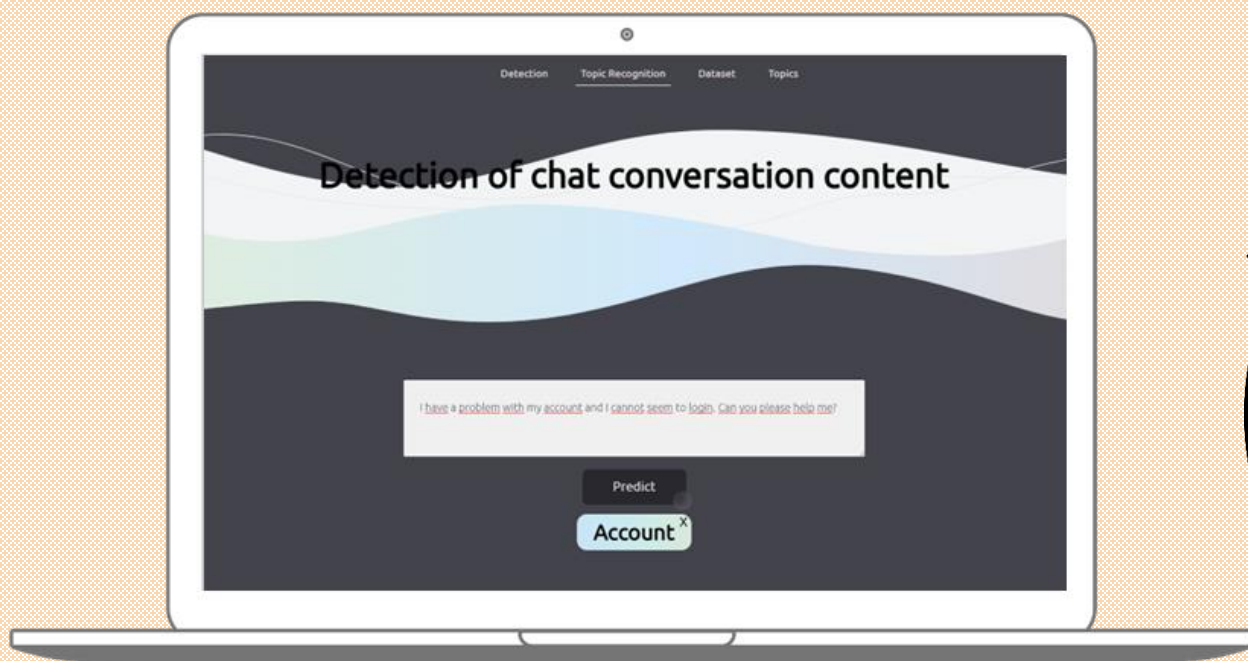 Detection Topic Recognition Dataset Topics
Detection of chat conversation content
I have a problem with my account and I cannot seem to login. Can you please help me?
Predict
Account X